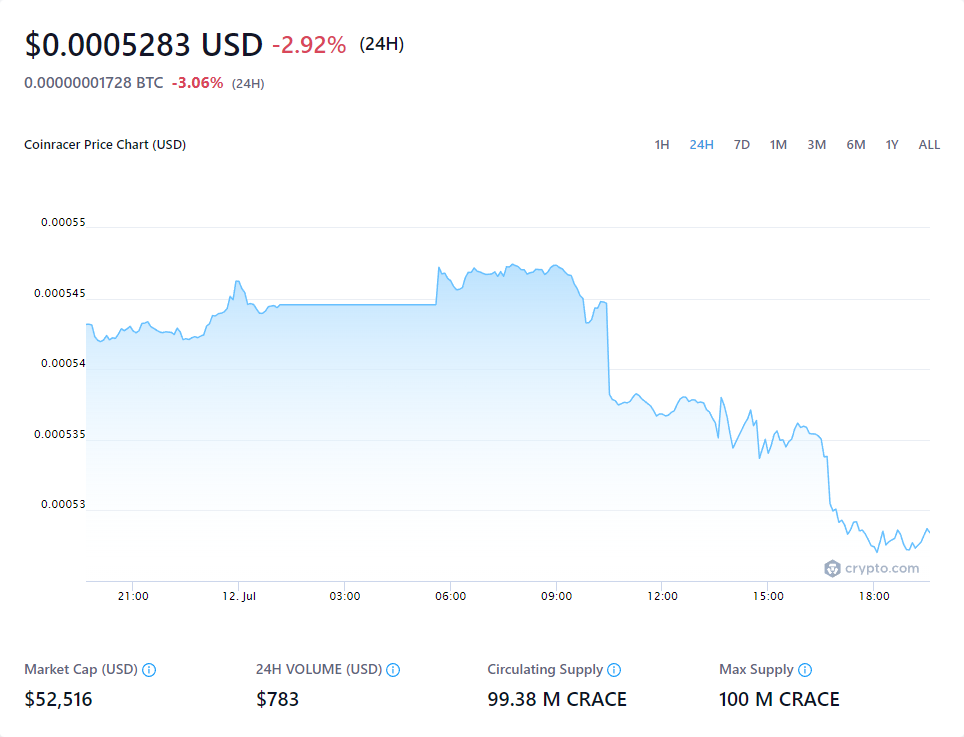 $0.0005283 USD -2.92% (24H)
0.00000001728 BTC -3.06% (24H)
Coinracer Price Chart (USD) 1H 24H 7D 1M 3M 6M 1Y ALL
0.00055
0.000545
0.00054
0.000535
0.00053
crypto.com
21:00 12. Jul 03:00 06:00 09:00 12:00 15:00 18:00
Market Cap (USD) 24H VOLUME (USD) Circulating Supply Max Supply
$52,516 $783 99.38 M CRACE 100 M CRACE